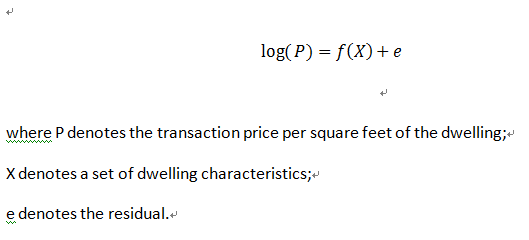 log(P) = f(X) + e
where P denotes the transaction price per square feet of the dwelling;
X denotes a set of dwelling characteristics;
e denotes the residual.